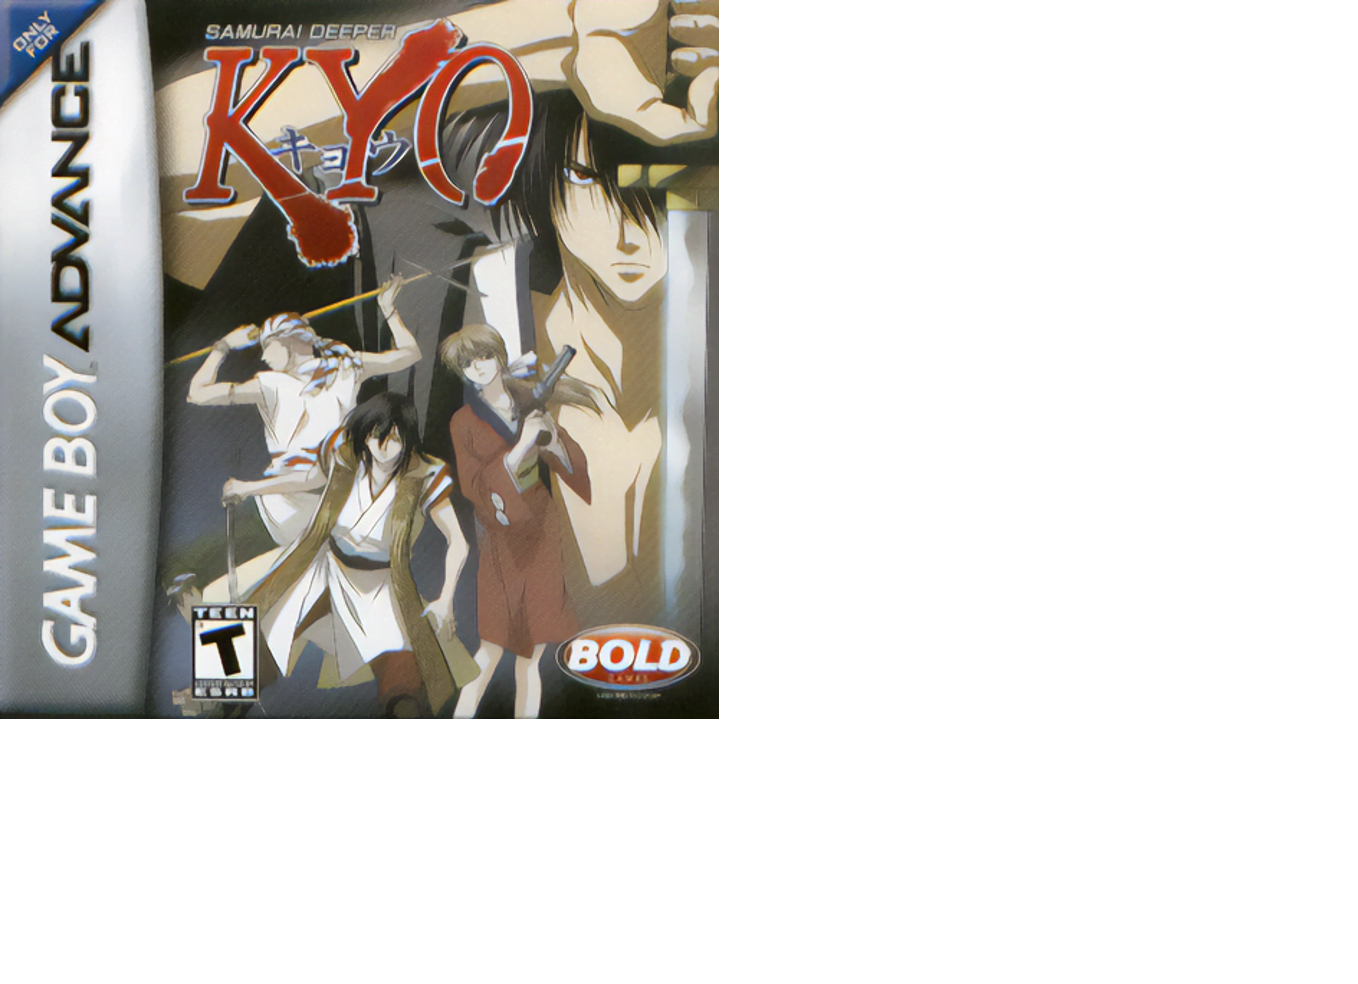 ONLY
FOR
GAME BOY ADVANCE
SAMURAI DEEPER
KYO
キョウ
TEEN
T
ESRB
BOLD
GAMES